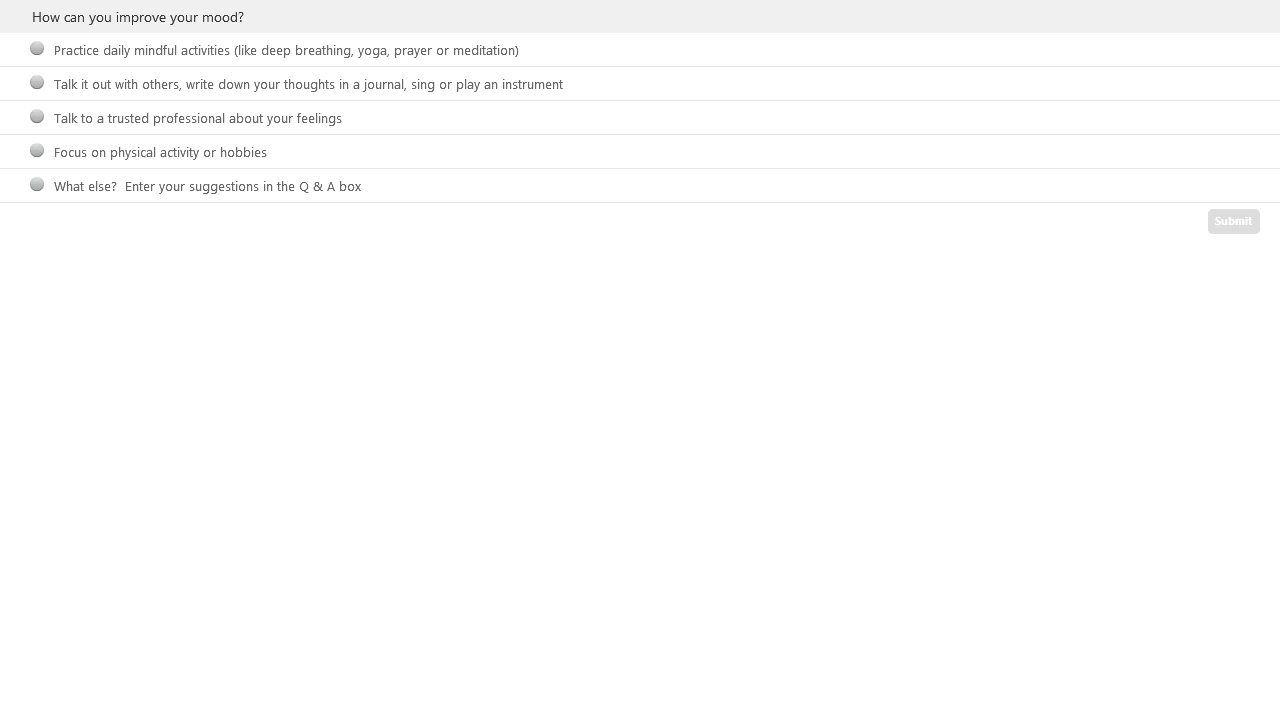 How can you improve your mood?
Practice daily mindful activities (like deep breathing, yoga, prayer or meditation)
Talk it out with others, write down your thoughts in a journal, sing or play an instrument
Talk to a trusted professional about your feelings
Focus on physical activity or hobbies
What else?  Enter your suggestions in the Q & A box
Submit